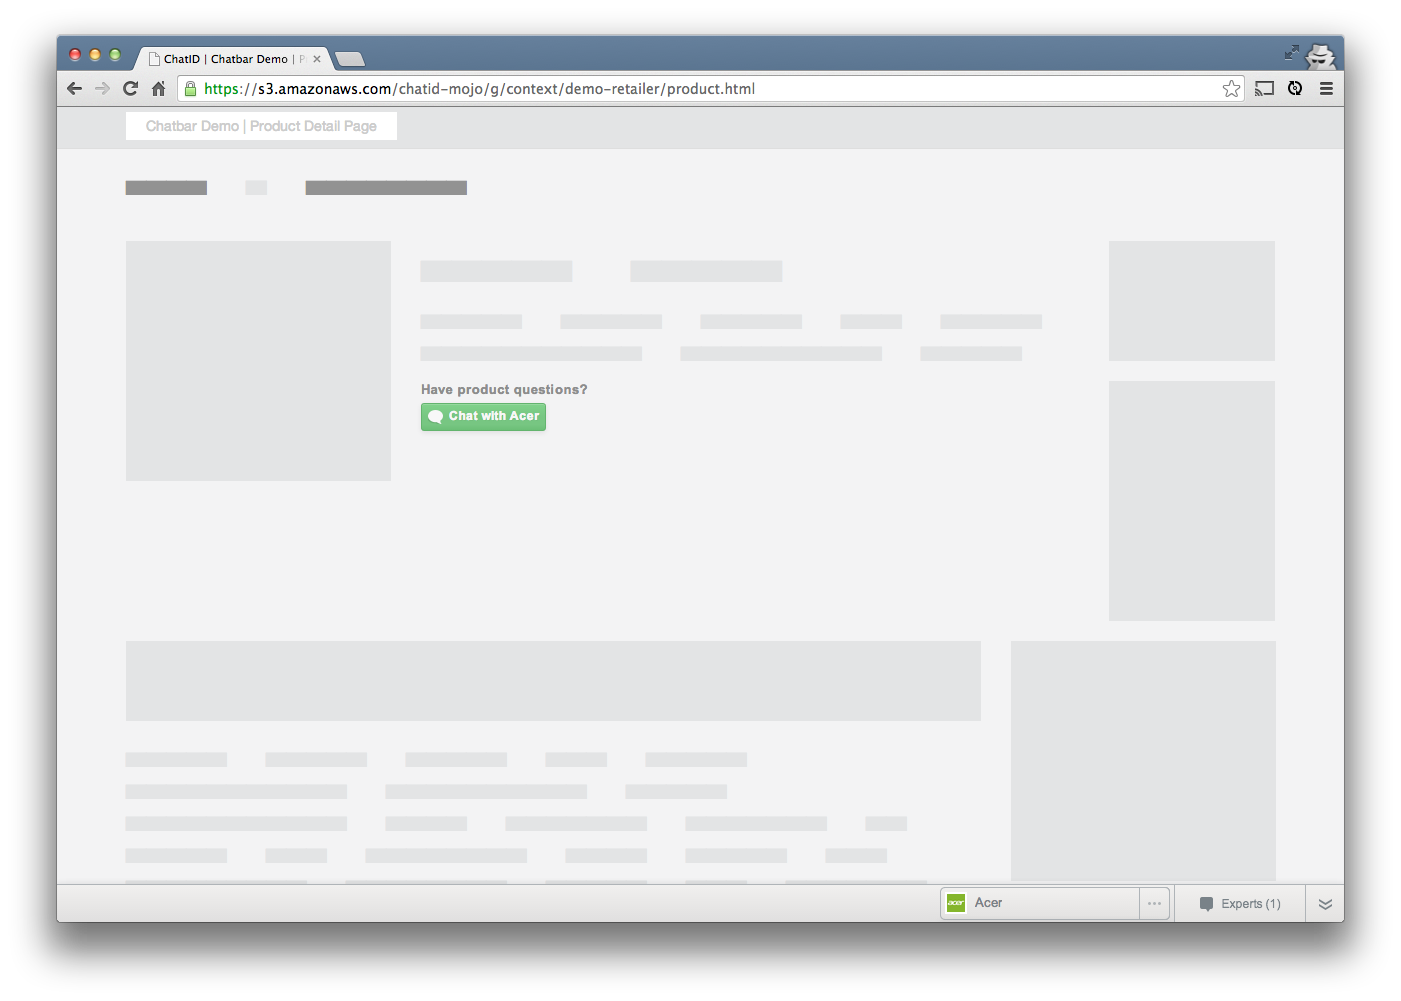 ChatID | Chatbar Demo |
https://s3.amazonaws.com/chatid-mojo/g/context/demo-retailer/product.html
Chatbar Demo | Product Detail Page
Have product questions?
Chat with Acer
acer
Acer
Experts (1)